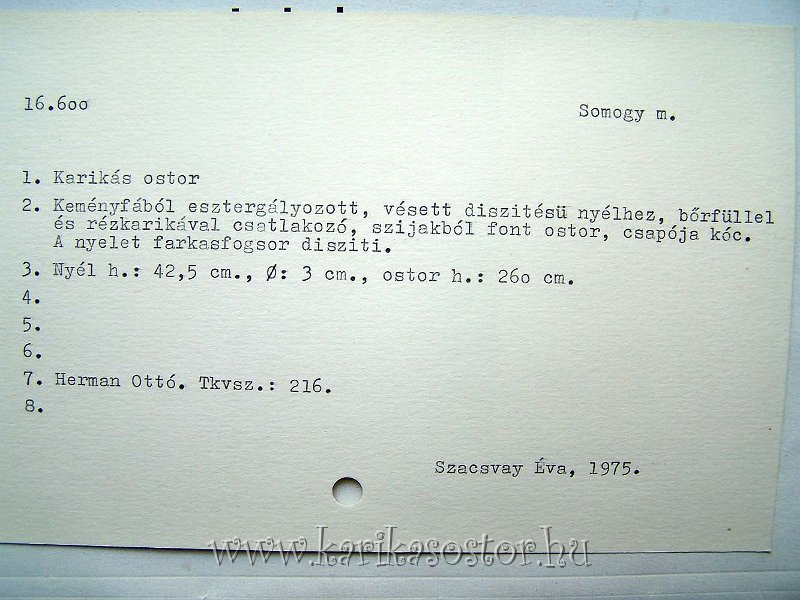 16.6oo
Somogy m.
1. Karikás ostor
2. Keményfából esztergályozott, vésett diszitésü nyélhez, bőrfüllel
és rézkarikával csatlakozó, szijakból font ostor, csapója kóc.
A nyelet farkasfogsor disziti.
3. Nyél h.: 42,5 cm., Ø: 3 cm., ostor h.: 26o cm.
4.
5.
6.
7. Herman Ottó. Tkvsz.: 216.
8.
Szacsvay Éva, 1975.
www.karikasostor.hu